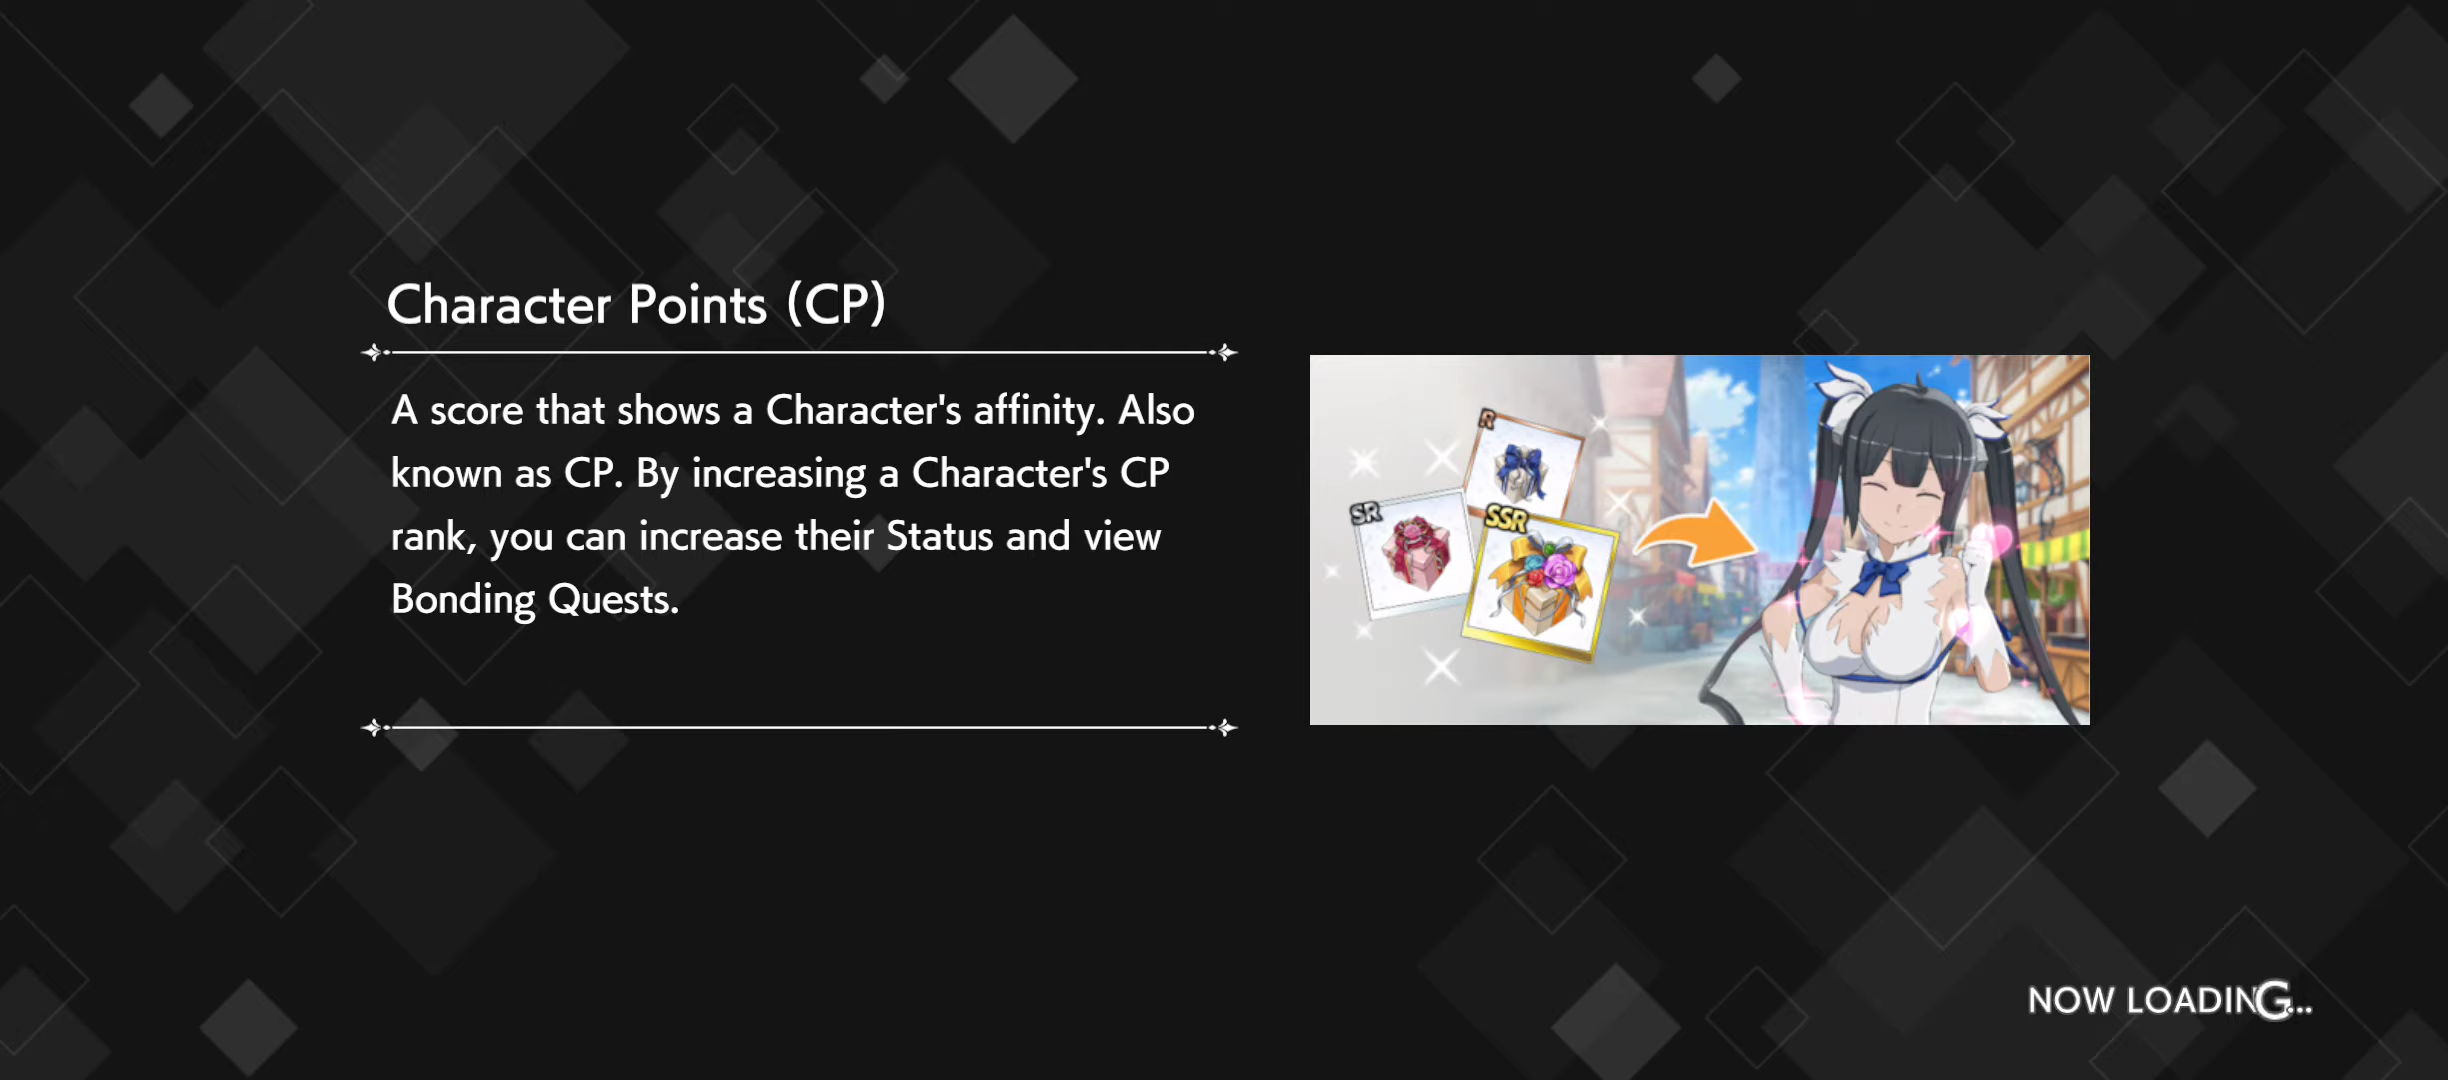 Character Points (CP)
A score that shows a Character's affinity. Also
known as CP. By increasing a Character's CP
rank, you can increase their Status and view
Bonding Quests.
R
SR
SSR
NOW LOADING...